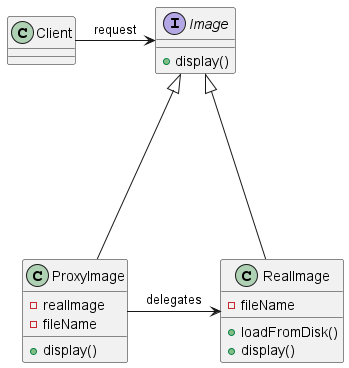 C Client
request
I Image
display()
C ProxyImage
realImage
fileName
display()
delegates
C RealImage
fileName
loadFromDisk()
display()